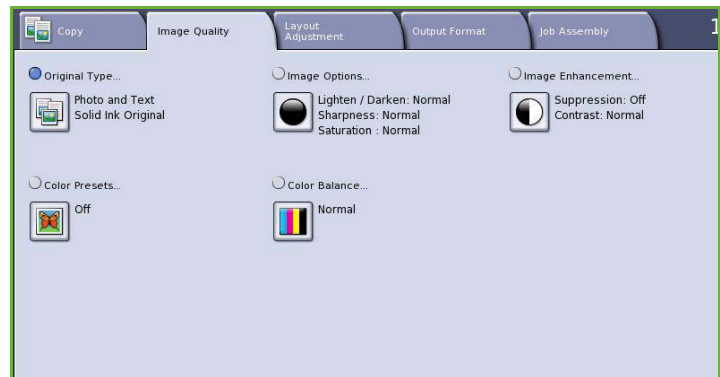 Copy
Image Quality
Layout
Adjustment
Output Format
Job Assembly
1
Original Type...
Photo and Text
Solid Ink Original
Image Options...
Lighten / Darken: Normal
Sharpness: Normal
Saturation : Normal
Image Enhancement...
Suppression: Off
Contrast: Normal
Color Presets...
Off
Color Balance...
Normal